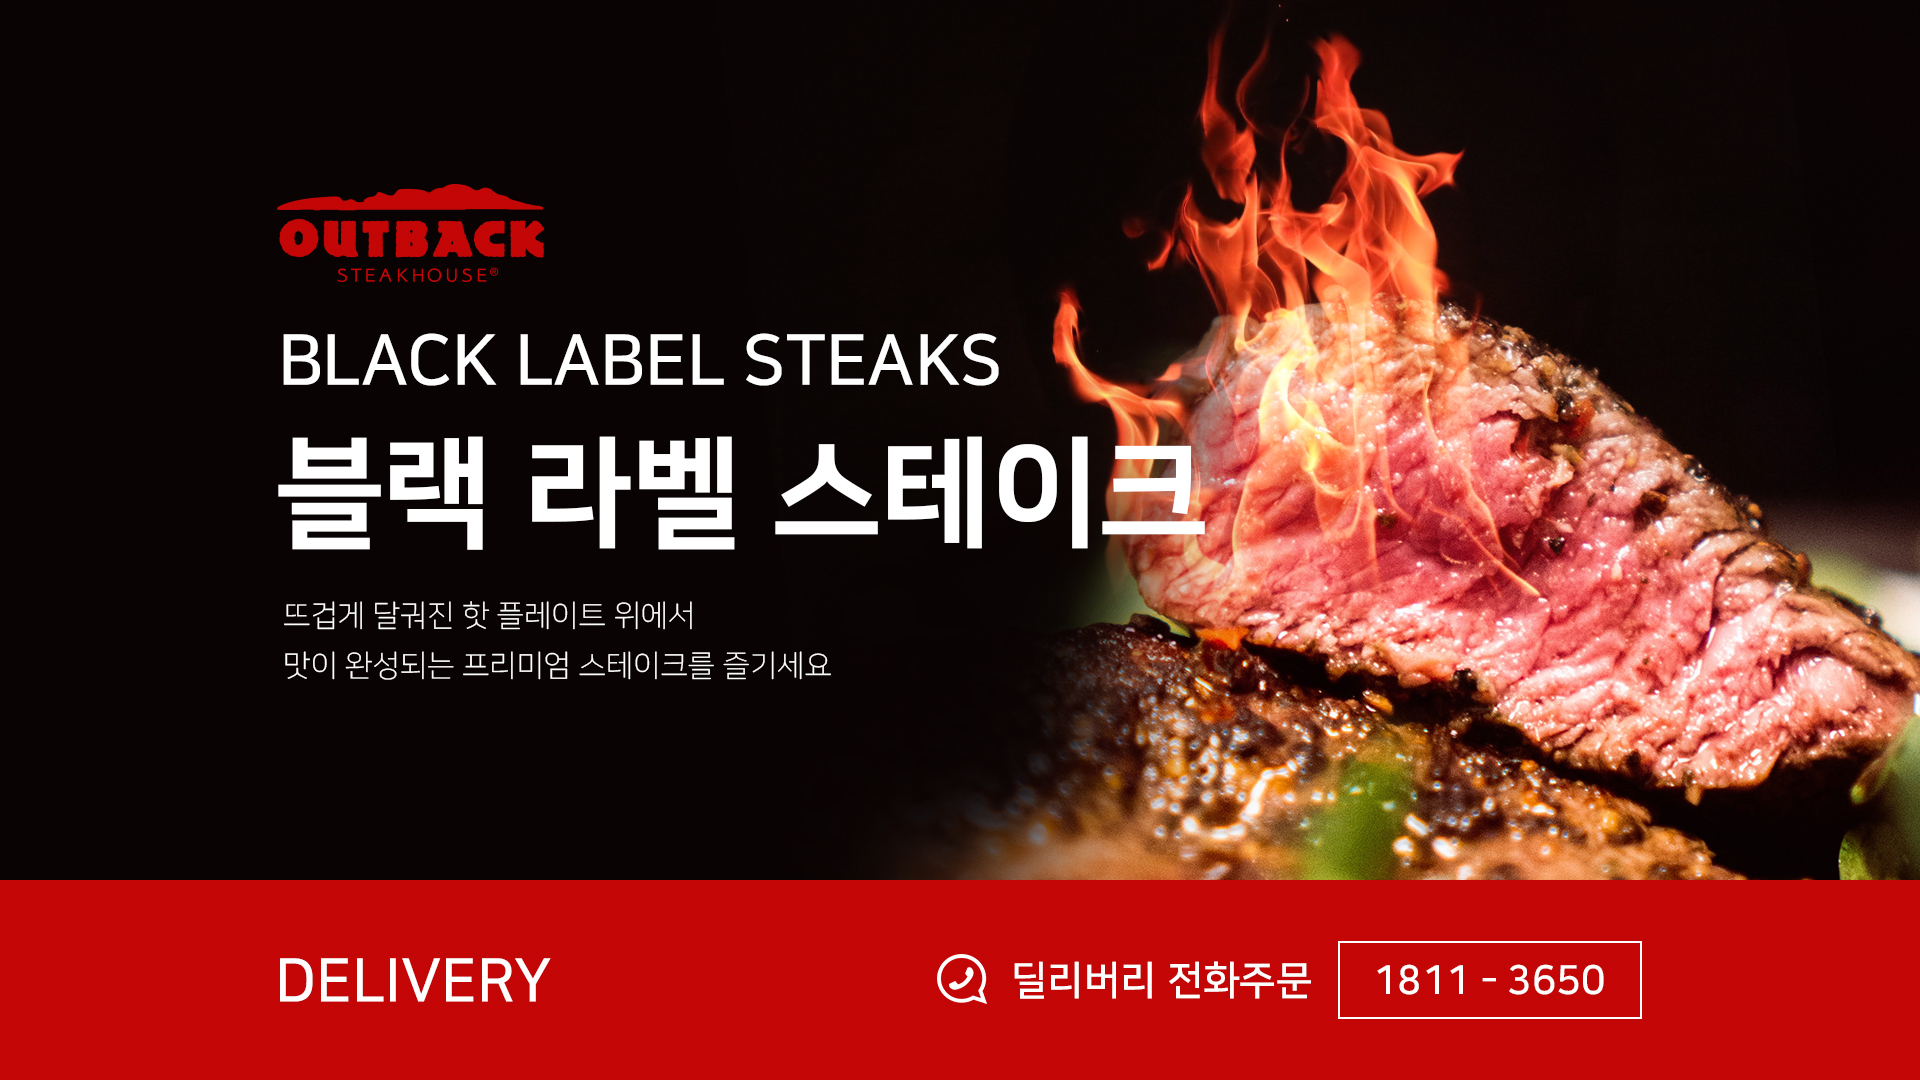 OUTBACK
STEAKHOUSE®
BLACK LABEL STEAKS
블랙 라벨 스테이크
뜨겁게 달궈진 핫 플레이트 위에서
맛이 완성되는 프리미엄 스테이크를 즐기세요
DELIVERY
딜리버리 전화주문
1811 - 3650